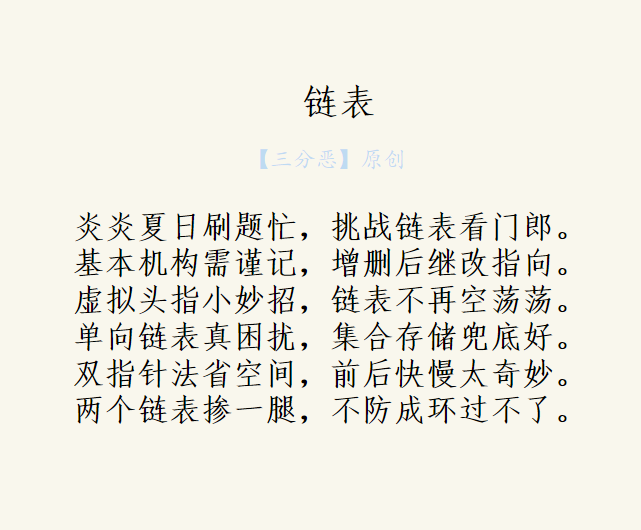 链表
【三分恶】原创
炎炎夏日刷题忙，挑战链表看门郎。
基本机构需谨记，增删后继改指向。
虚拟头指小妙招，链表不再空荡荡。
单向链表真困扰，集合存储兜底好。
双指针法省空间，前后快慢太奇妙。
两个链表掺一腿，不防成环过不了。